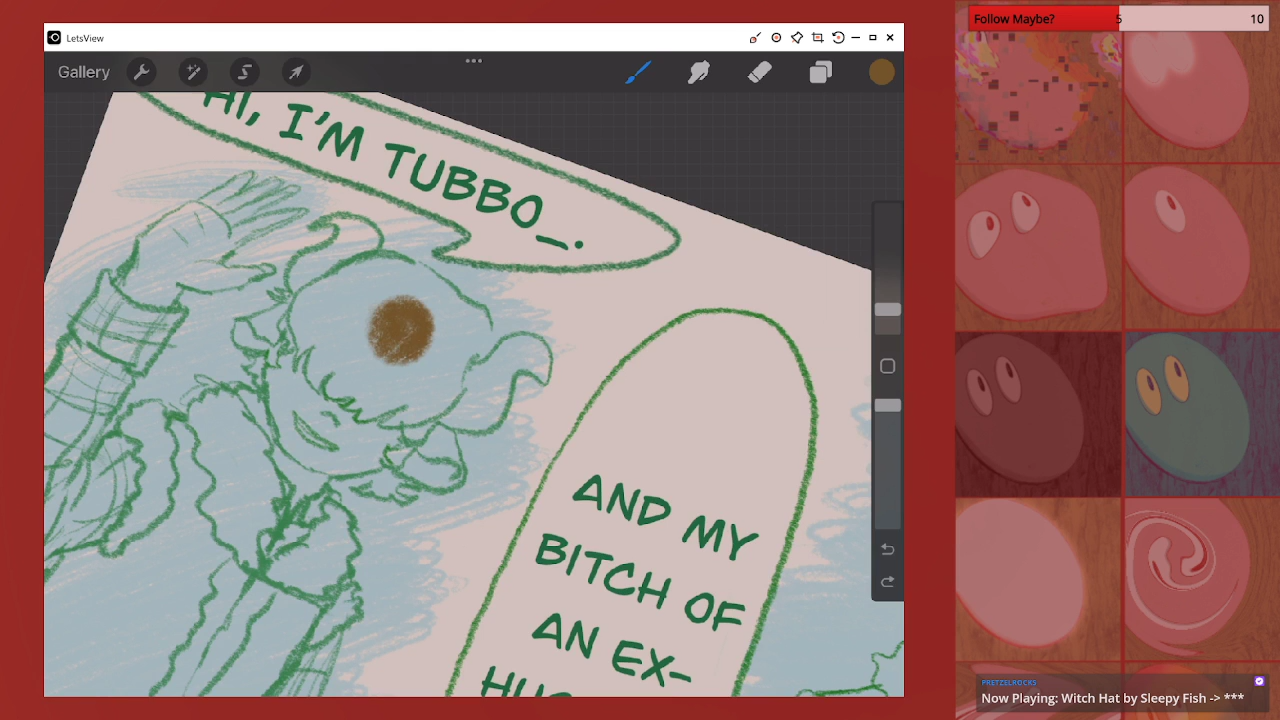 LetsView
Gallery
HI, I'M TUBBO_.
AND MY
BITCH OF
AN EX-
Follow Maybe?
5
10
PRETZELROCKS
Now Playing: Witch Hat by Sleepy Fish -> ***